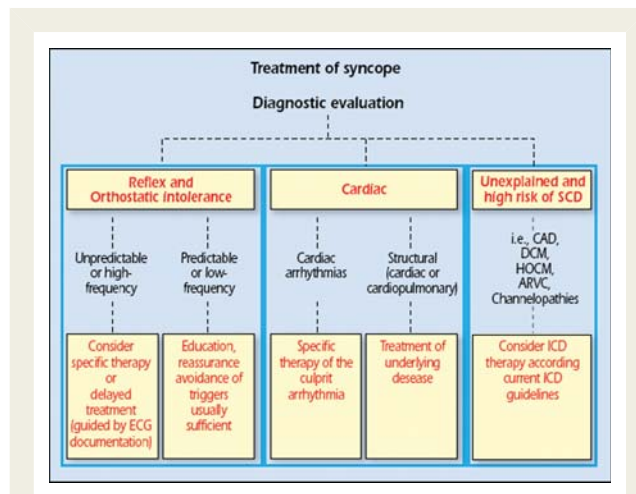 Treatment of syncope
Diagnostic evaluation
Reflex and
Orthostatic intolerance
Cardiac
Unexplained and
high risk of SCD
Unpredictable
or high-
frequency
Predictable
or low-
frequency
Cardiac
arrhythmias
Structural
(cardiac or
cardiopulmonary)
i.e., CAD,
DCM,
HOCM,
ARVC,
Channelopathies
Consider
specific therapy
or
delayed
treatment
(guided by ECG
documentation)
Education,
reassurance
avoidance of
triggers
usually
sufficient
Specific
therapy of the
culprit
arrhythmia
Treatment of
underlying
desease
Consider ICD
therapy according
current ICD
guidelines